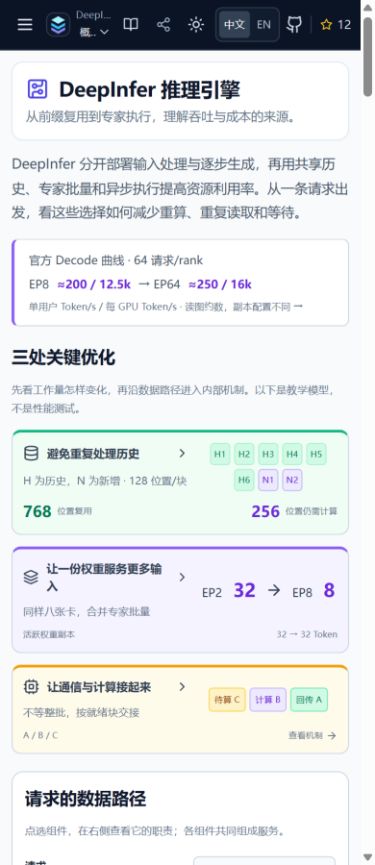 DeepI...
概..
中文
EN
12
DeepInfer 推理引擎
从前缀复用到专家执行，理解吞吐与成本的来源。
DeepInfer 分开部署输入处理与逐步生成，再用共享历
史、专家批量和异步执行提高资源利用率。从一条请求出
发，看这些选择如何减少重算、重复读取和等待。
官方 Decode 曲线 · 64 请求/rank
EP8 ≈200 / 12.5k → EP64 ≈250 / 16k
单用户 Token/s / 每 GPU Token/s · 读图约数，副本配置不同 →
三处关键优化
先看工作量怎样变化，再沿数据路径进入内部机制。以下是教学模型，
不是性能测试。
避免重复处理历史
H 为历史，N 为新增 · 128 位置/块
H1 H2 H3 H4 H5
H6 N1 N2
768 位置复用
256 位置仍需计算
让一份权重服务更多输
入
同样八张卡，合并专家批量
EP2 32 → EP8 8
活跃权重副本
32 → 32 Token
让通信与计算接起来
不等整批，按就绪块交接
待算 C 计算 B 回传 A
A / B / C
查看机制 →
请求的数据路径
点选组件，在右侧查看它的职责；各组件共同组成服务。